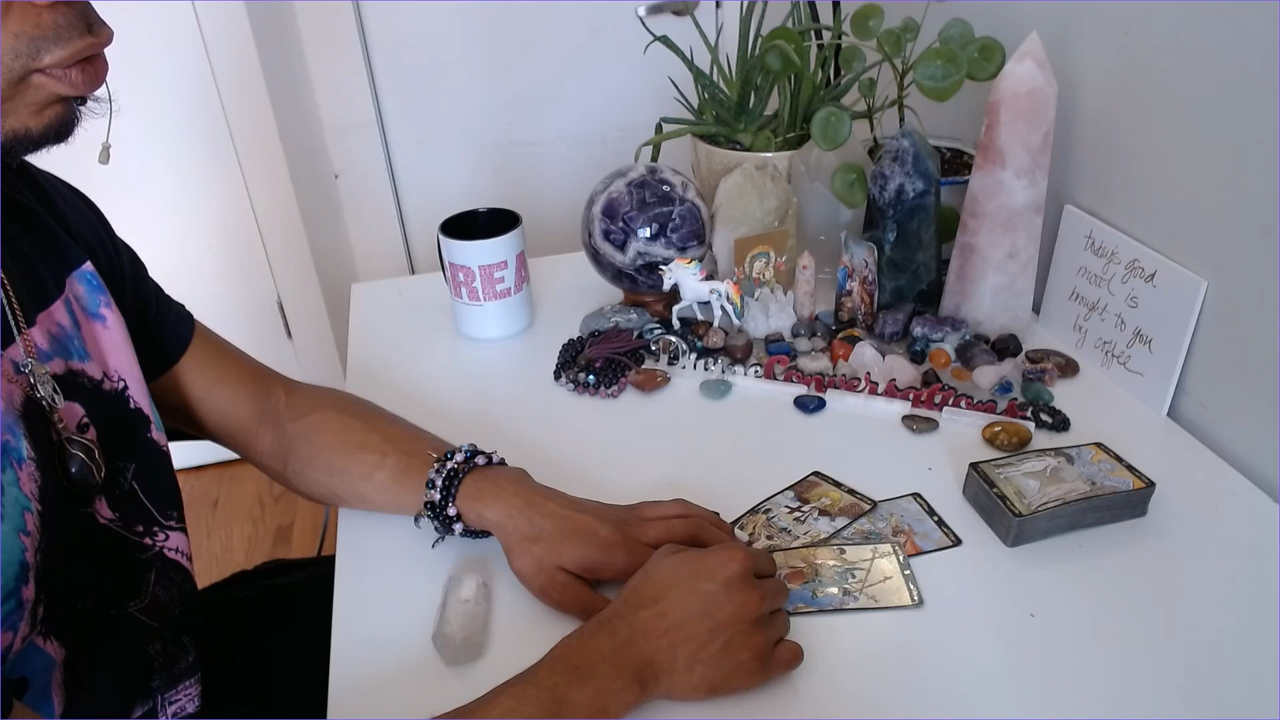 REA
Divine Conversations
today's good
mood is
brought to you
by coffee